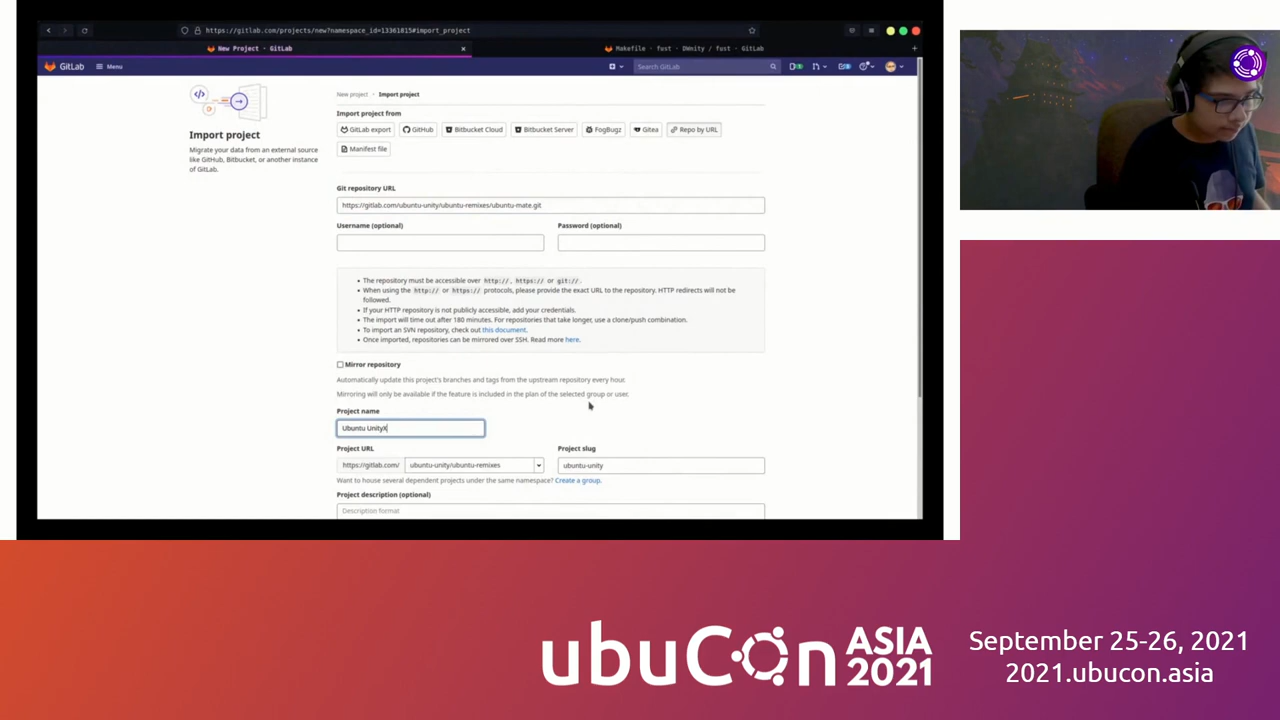 https://gitlab.com/projects/new?namespace_id=13361815#import_project
New Project · GitLab
Makefile · fust · DWnity / fust · GitLab
GitLab
Menu
Search GitLab
New project
Import project
Import project
Migrate your data from an external source
like GitHub, Bitbucket, or another instance
of GitLab.
Import project from
GitLab export
GitHub
Bitbucket Cloud
Bitbucket Server
FogBugz
Gitea
Repo by URL
Manifest file
Git repository URL
https://gitlab.com/ubuntu-unity/ubuntu-remixes/ubuntu-mate.git
Username (optional)
Password (optional)
The repository must be accessible over http://, https:// or git://.
When using the http:// or https:// protocols, please provide the exact URL to the repository. HTTP redirects will not be
followed.
If your HTTP repository is not publicly accessible, add your credentials.
The import will time out after 180 minutes. For repositories that take longer, use a clone/push combination.
To import an SVN repository, check out this document.
Once imported, repositories can be mirrored over SSH. Read more here.
Mirror repository
Automatically update this project's branches and tags from the upstream repository every hour.
Mirroring will only be available if the feature is included in the plan of the selected group or user.
Project name
Ubuntu UnityX
Project URL
Project slug
https://gitlab.com/
ubuntu-unity/ubuntu-remixes
ubuntu-unity
Want to house several dependent projects under the same namespace? Create a group.
Project description (optional)
Description format
ubuCon
ASIA
2021
September 25-26, 2021
2021.ubucon.asia